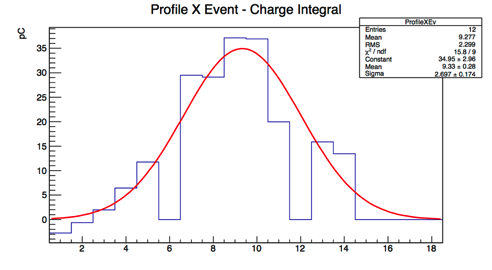 Profile X Event - Charge Integral
ProfileXEv
Entries 12
Mean 9.277
RMS 2.299
χ² / ndf 15.8 / 9
Constant 34.95 ± 2.96
Mean 9.33 ± 0.28
Sigma 2.697 ± 0.174
pC
35
30
25
20
15
10
5
0
2 4 6 8 10 12 14 16 18